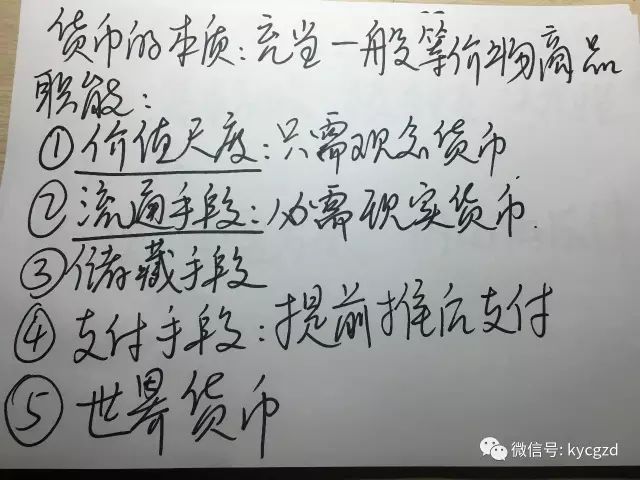 货币的本质:充当一般等价物商品
职能:
①价值尺度:只需观念货币
②流通手段:必需现实货币.
③储藏手段
④支付手段:提前推后支付
⑤世界货币
微信号: kycgzd